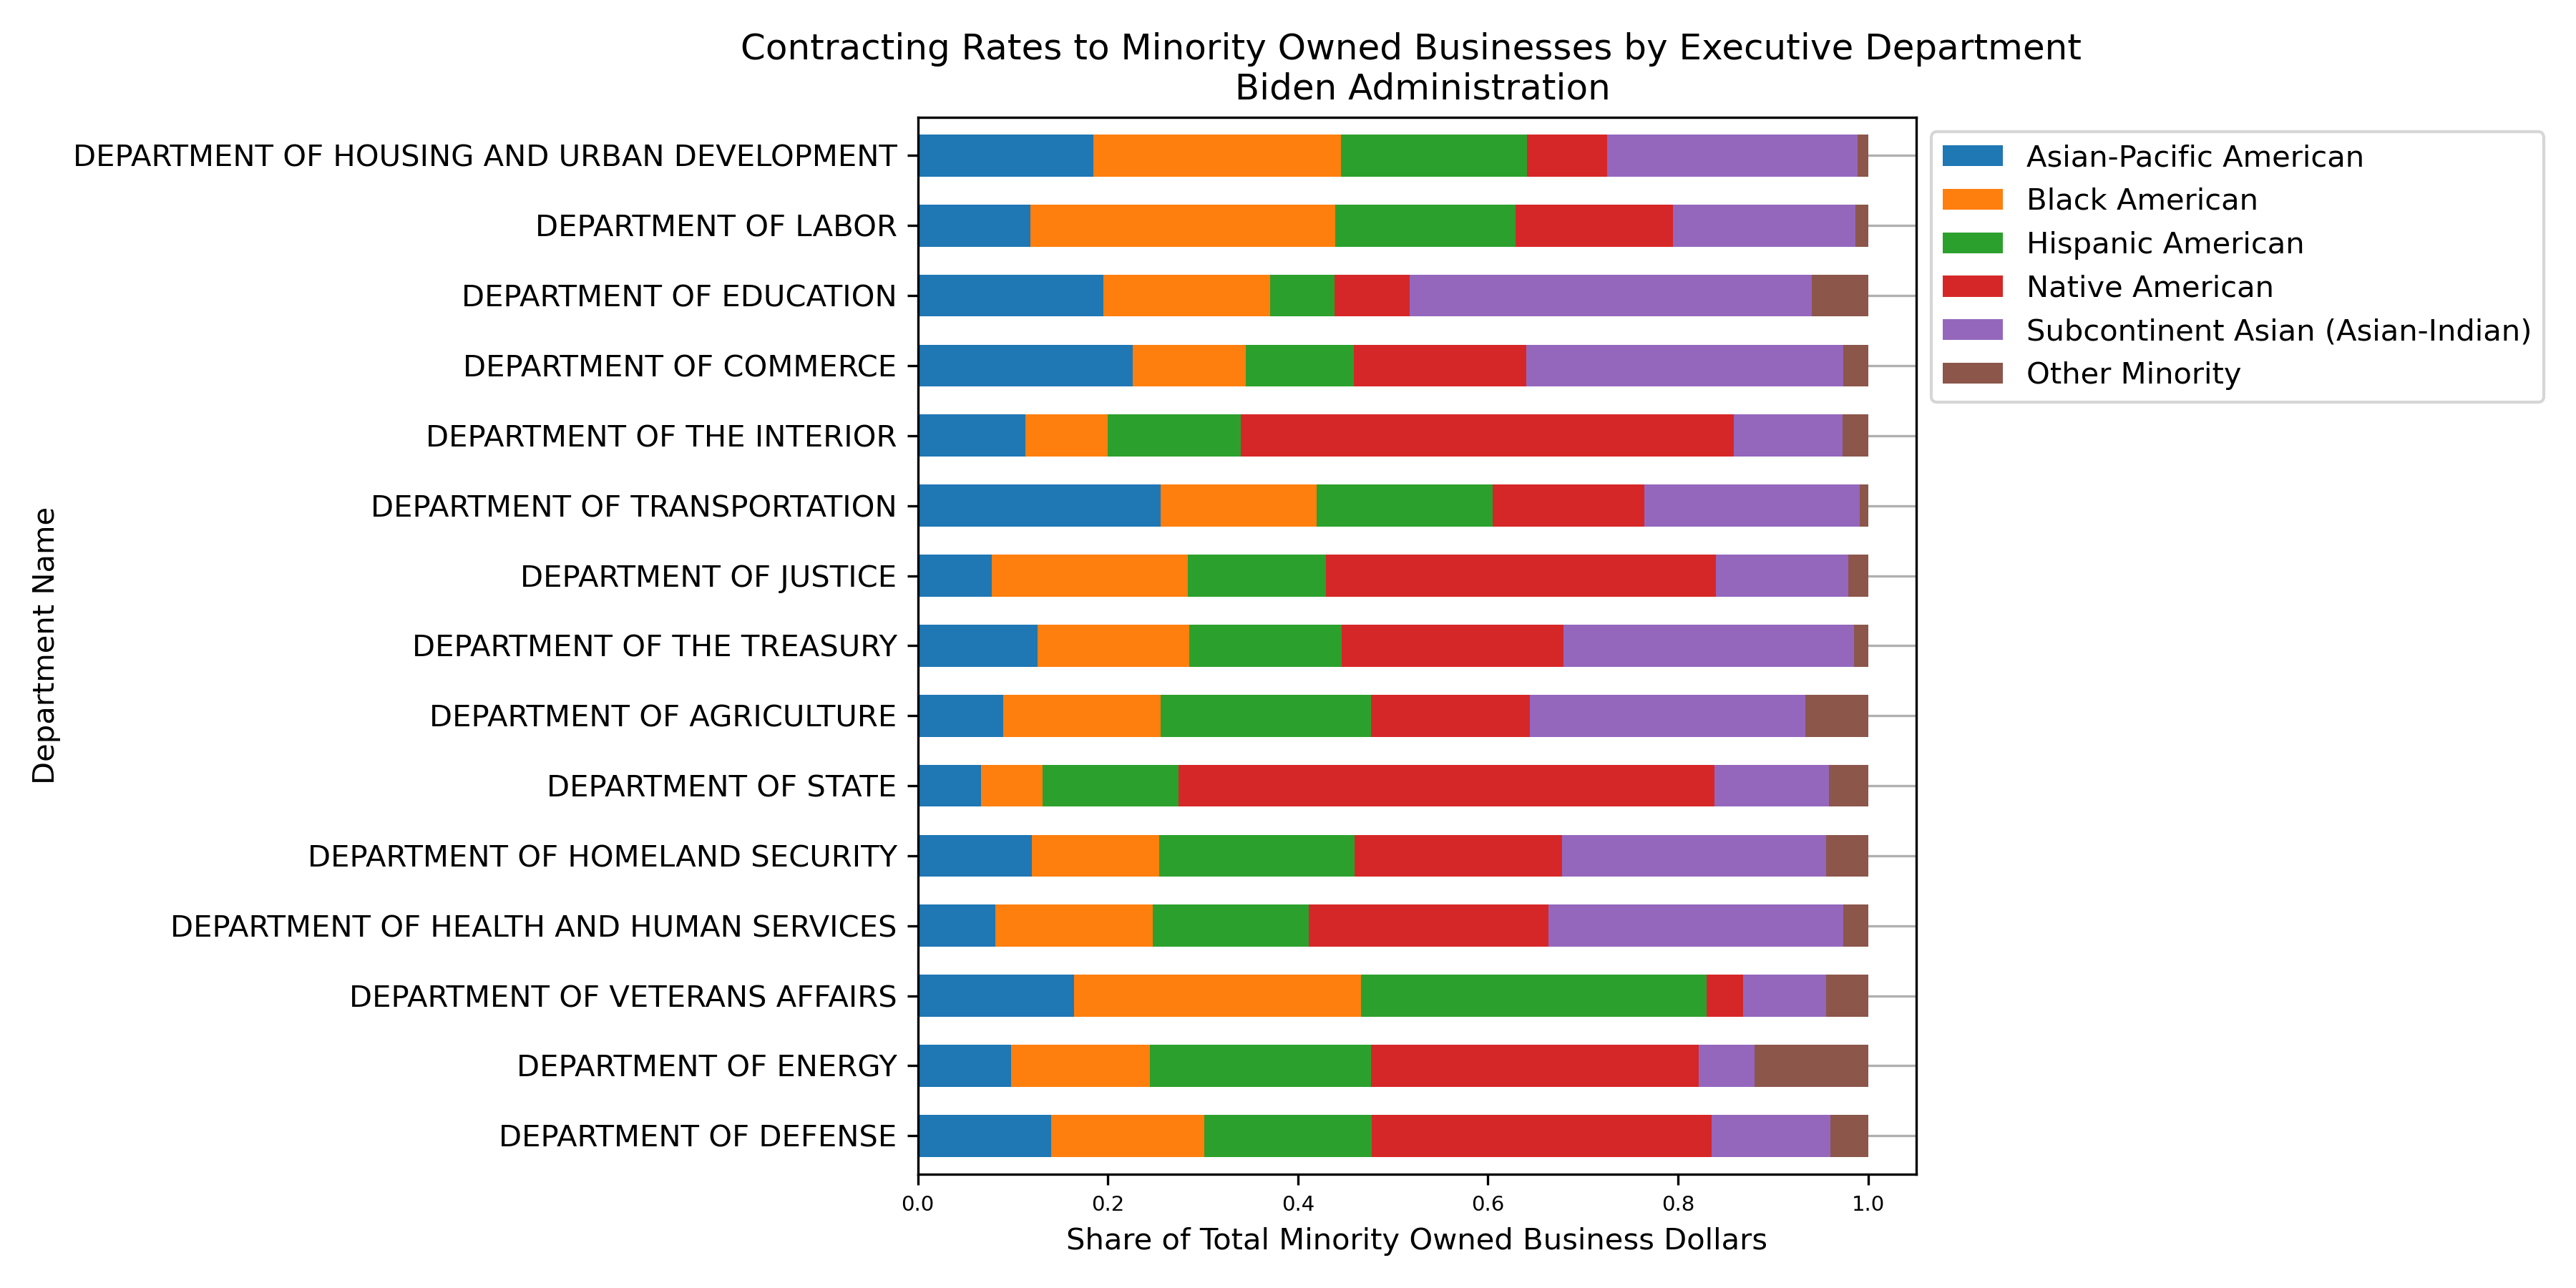 Contracting Rates to Minority Owned Businesses by Executive Department
Biden Administration
DEPARTMENT OF HOUSING AND URBAN DEVELOPMENT
DEPARTMENT OF LABOR
DEPARTMENT OF EDUCATION
DEPARTMENT OF COMMERCE
DEPARTMENT OF THE INTERIOR
DEPARTMENT OF TRANSPORTATION
DEPARTMENT OF JUSTICE
DEPARTMENT OF THE TREASURY
DEPARTMENT OF AGRICULTURE
DEPARTMENT OF STATE
DEPARTMENT OF HOMELAND SECURITY
DEPARTMENT OF HEALTH AND HUMAN SERVICES
DEPARTMENT OF VETERANS AFFAIRS
DEPARTMENT OF ENERGY
DEPARTMENT OF DEFENSE
Department Name
0.0 0.2 0.4 0.6 0.8 1.0
Share of Total Minority Owned Business Dollars
Asian-Pacific American
Black American
Hispanic American
Native American
Subcontinent Asian (Asian-Indian)
Other Minority